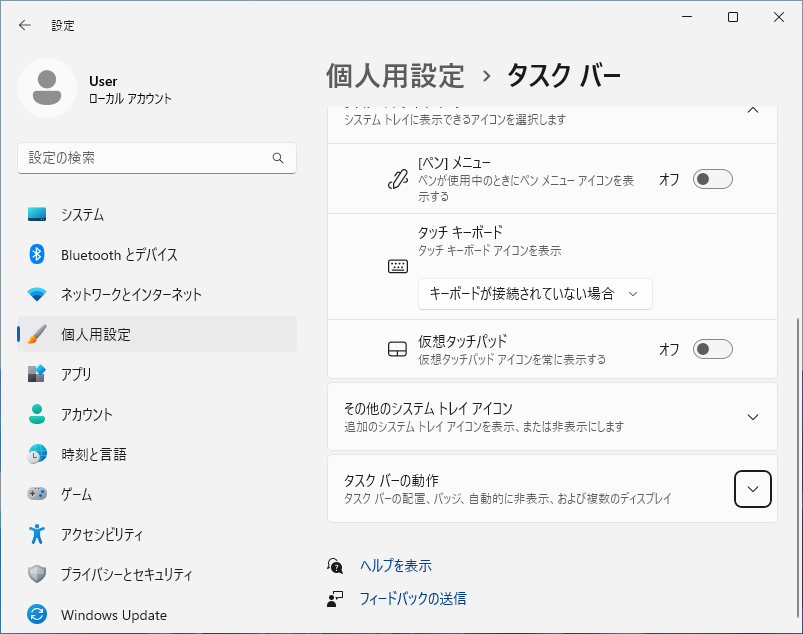 設定
User
ローカル アカウント
設定の検索
システム
Bluetooth とデバイス
ネットワークとインターネット
個人用設定
アプリ
アカウント
時刻と言語
ゲーム
アクセシビリティ
プライバシーとセキュリティ
Windows Update
個人用設定 › タスク バー
システム トレイに表示できるアイコンを選択します
[ペン] メニュー
ペンが使用中のときにペン メニュー アイコンを表
示する
オフ
タッチ キーボード
タッチ キーボード アイコンを表示
キーボードが接続されていない場合
仮想タッチパッド
仮想タッチパッド アイコンを常に表示する
オフ
その他のシステム トレイ アイコン
追加のシステム トレイ アイコンを表示、または非表示にします
タスク バーの動作
タスク バーの配置、バッジ、自動的に非表示、および複数のディスプレイ
ヘルプを表示
フィードバックの送信